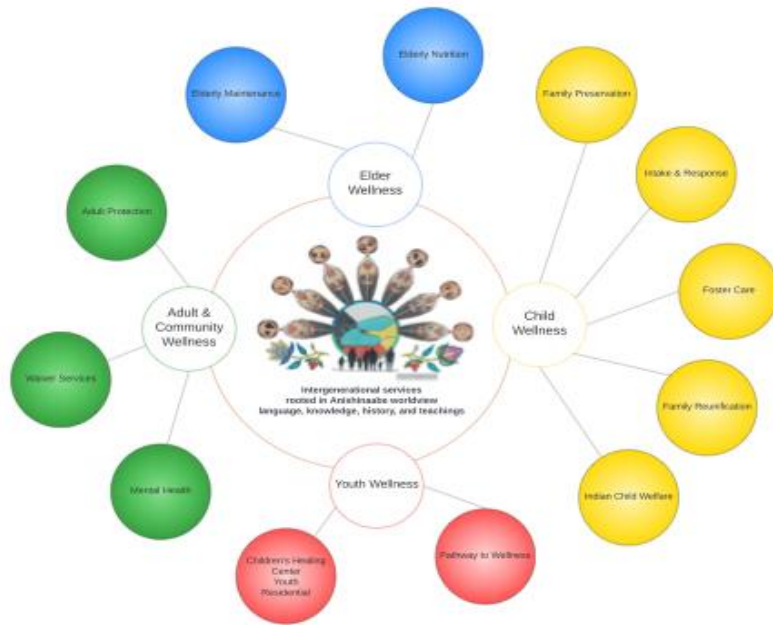 Elderly Nutrition
Elderly Maintenance
Family Preservation
Elder
Wellness
Intake & Response
Adult Protection
Foster Care
Adult &
Community
Wellness
Child
Wellness
Waiver Services
Intergenerational services
rooted in Anishinaabe worldview
language, knowledge, history, and teachings
Family Reunification
Mental Health
Youth Wellness
Indian Child Welfare
Children's Healing
Center
Youth
Residential
Pathway to Wellness